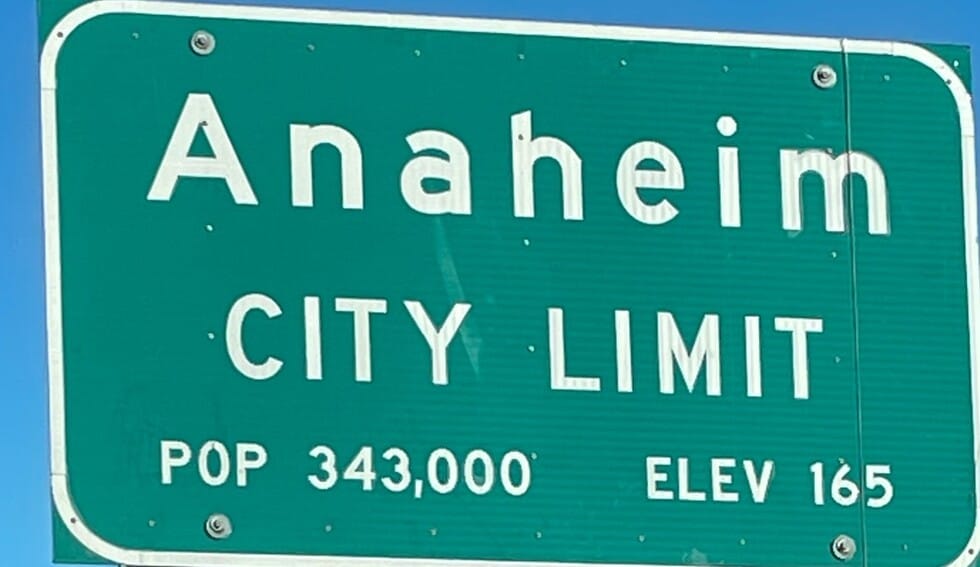 Anaheim
CITY LIMIT
POP 343,000 ELEV 165